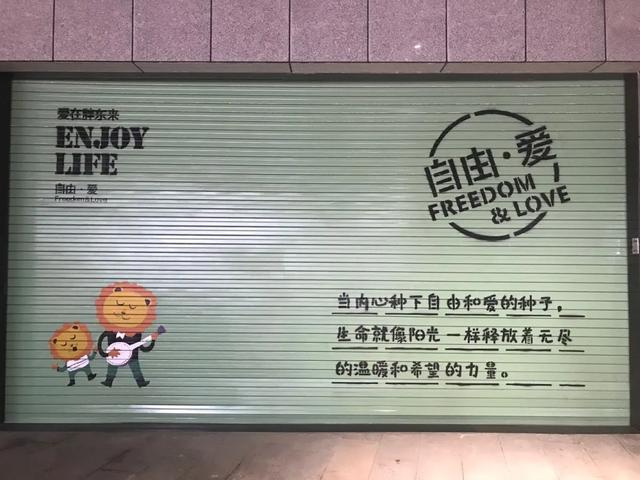 爱在胖东来
ENJOY
LIFE
自由·爱
Freedom&Love
自由·爱
FREEDOM
& LOVE
当内心种下自由和爱的种子，
生命就像阳光一样释放着无尽
的温暖和希望的力量。